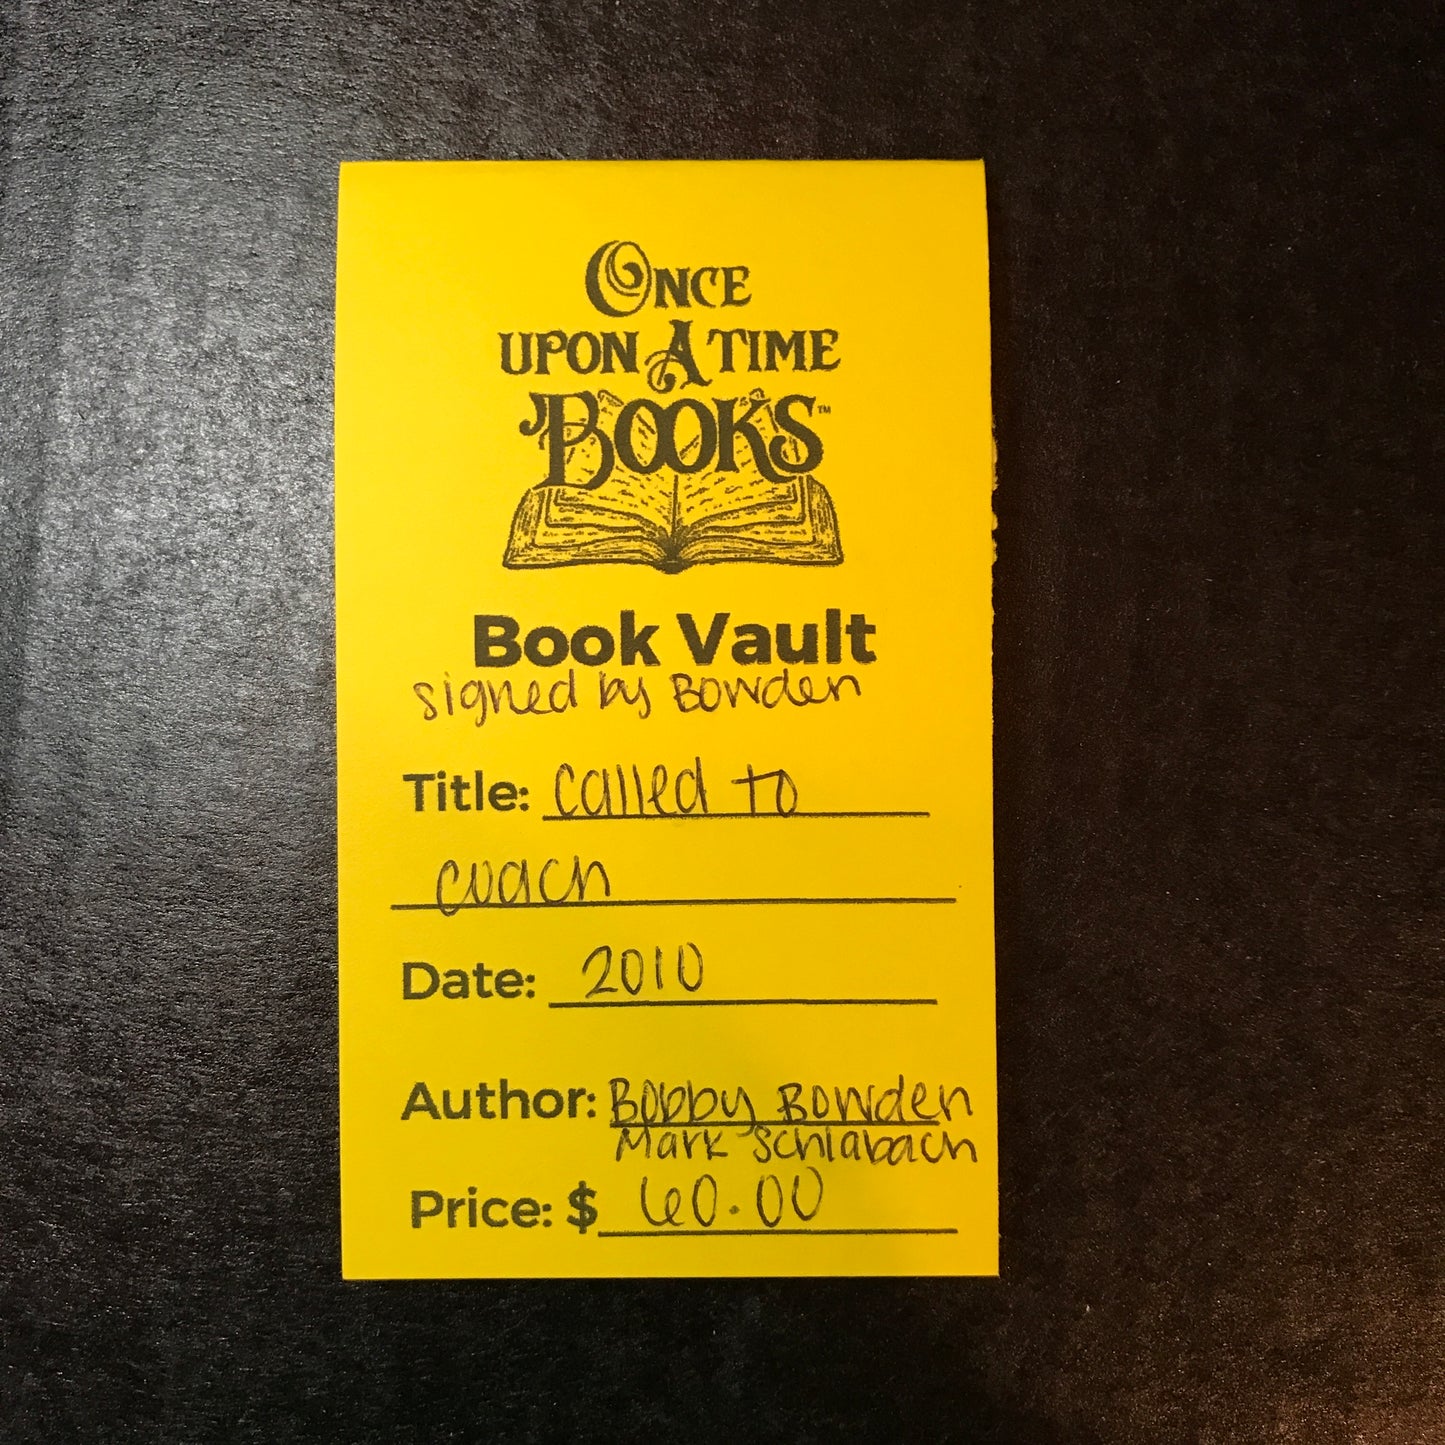 ONCE
UPON A TIME
BOOKS™
Book Vault
signed by Bowden
Title: called to
coach
Date: 2010
Author: Bobby Bowden
Mark Schlabach
Price: $ 60.00